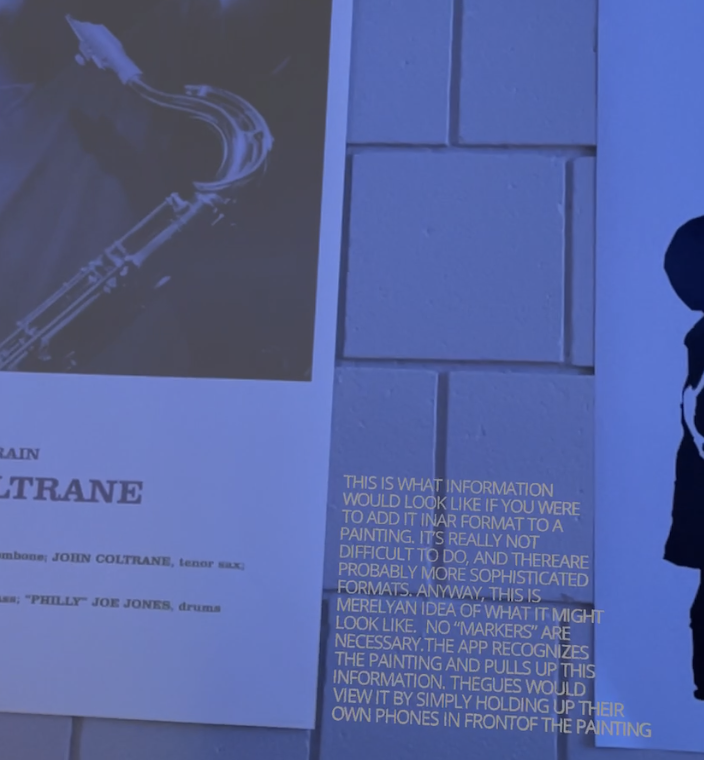 RAIN
LTRANE
mbone; JOHN COLTRANE, tenor sax;
ss; "PHILLY" JOE JONES, drums
THIS IS WHAT INFORMATION
WOULD LOOK LIKE IF YOU WERE
TO ADD IT INAR FORMAT TO A
PAINTING. IT'S REALLY NOT
DIFFICULT TO DO, AND THEREARE
PROBABLY MORE SOPHISTICATED
FORMATS. ANYWAY, THIS IS
MERELYAN IDEA OF WHAT IT MIGHT
LOOK LIKE.  NO “MARKERS” ARE
NECESSARY.THE APP RECOGNIZES
THE PAINTING AND PULLS UP THIS
INFORMATION. THEGUES WOULD
VIEW IT BY SIMPLY HOLDING UP THEIR
OWN PHONES IN FRONTOF THE PAINTING